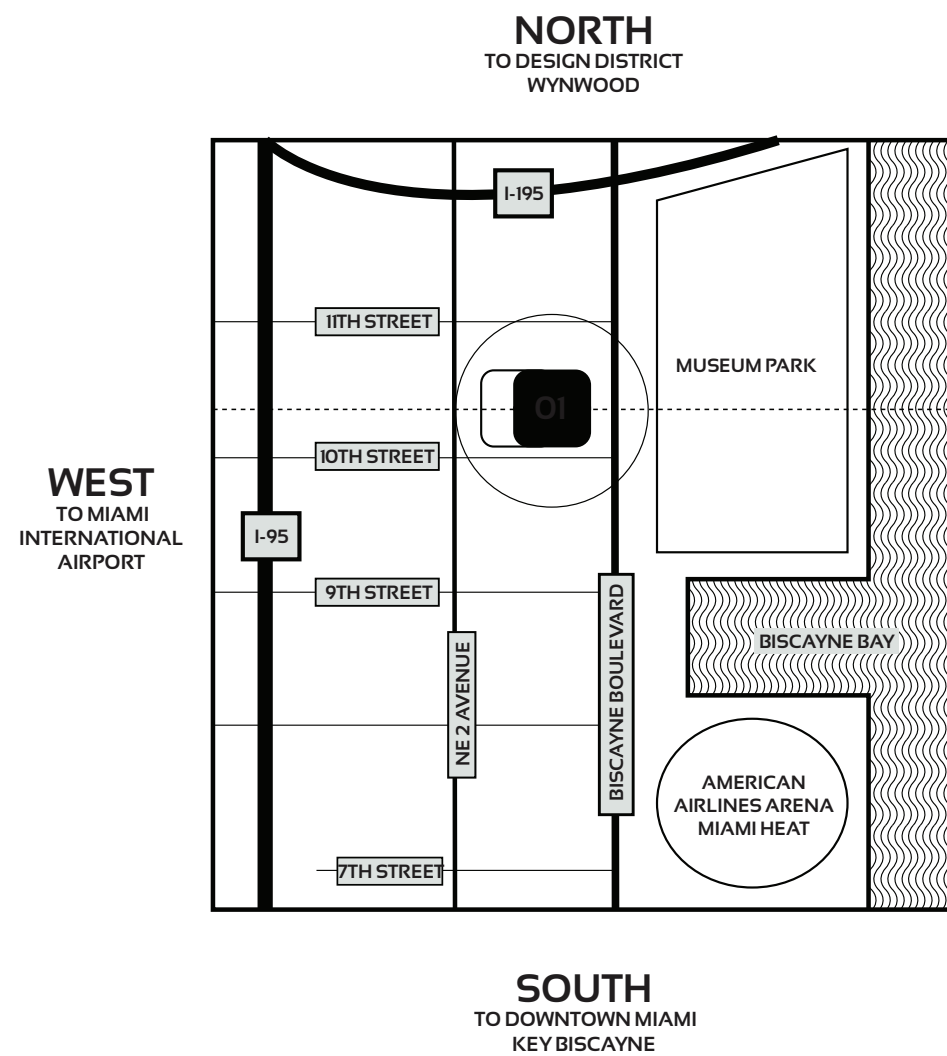 NORTH
TO DESIGN DISTRICT
WYNWOOD
I-195
11TH STREET
MUSEUM PARK
01
10TH STREET
WEST
TO MIAMI
INTERNATIONAL
AIRPORT
I-95
9TH STREET
BISCAYNE BOULEVARD
BISCAYNE BAY
NE 2 AVENUE
AMERICAN
AIRLINES ARENA
MIAMI HEAT
7TH STREET
SOUTH
TO DOWNTOWN MIAMI
KEY BISCAYNE